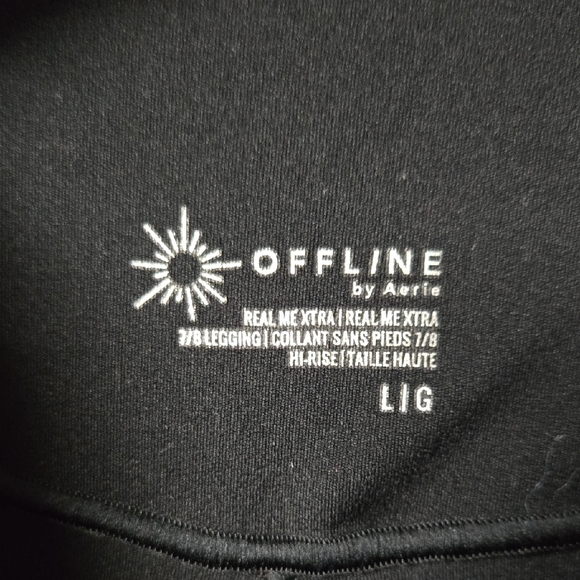 OFFLINE
by Aerie
REAL ME XTRA | REAL ME XTRA
7/8 LEGGING | COLLANT SANS PIEDS 7/8
HI-RISE | TAILLE HAUTE
L|G